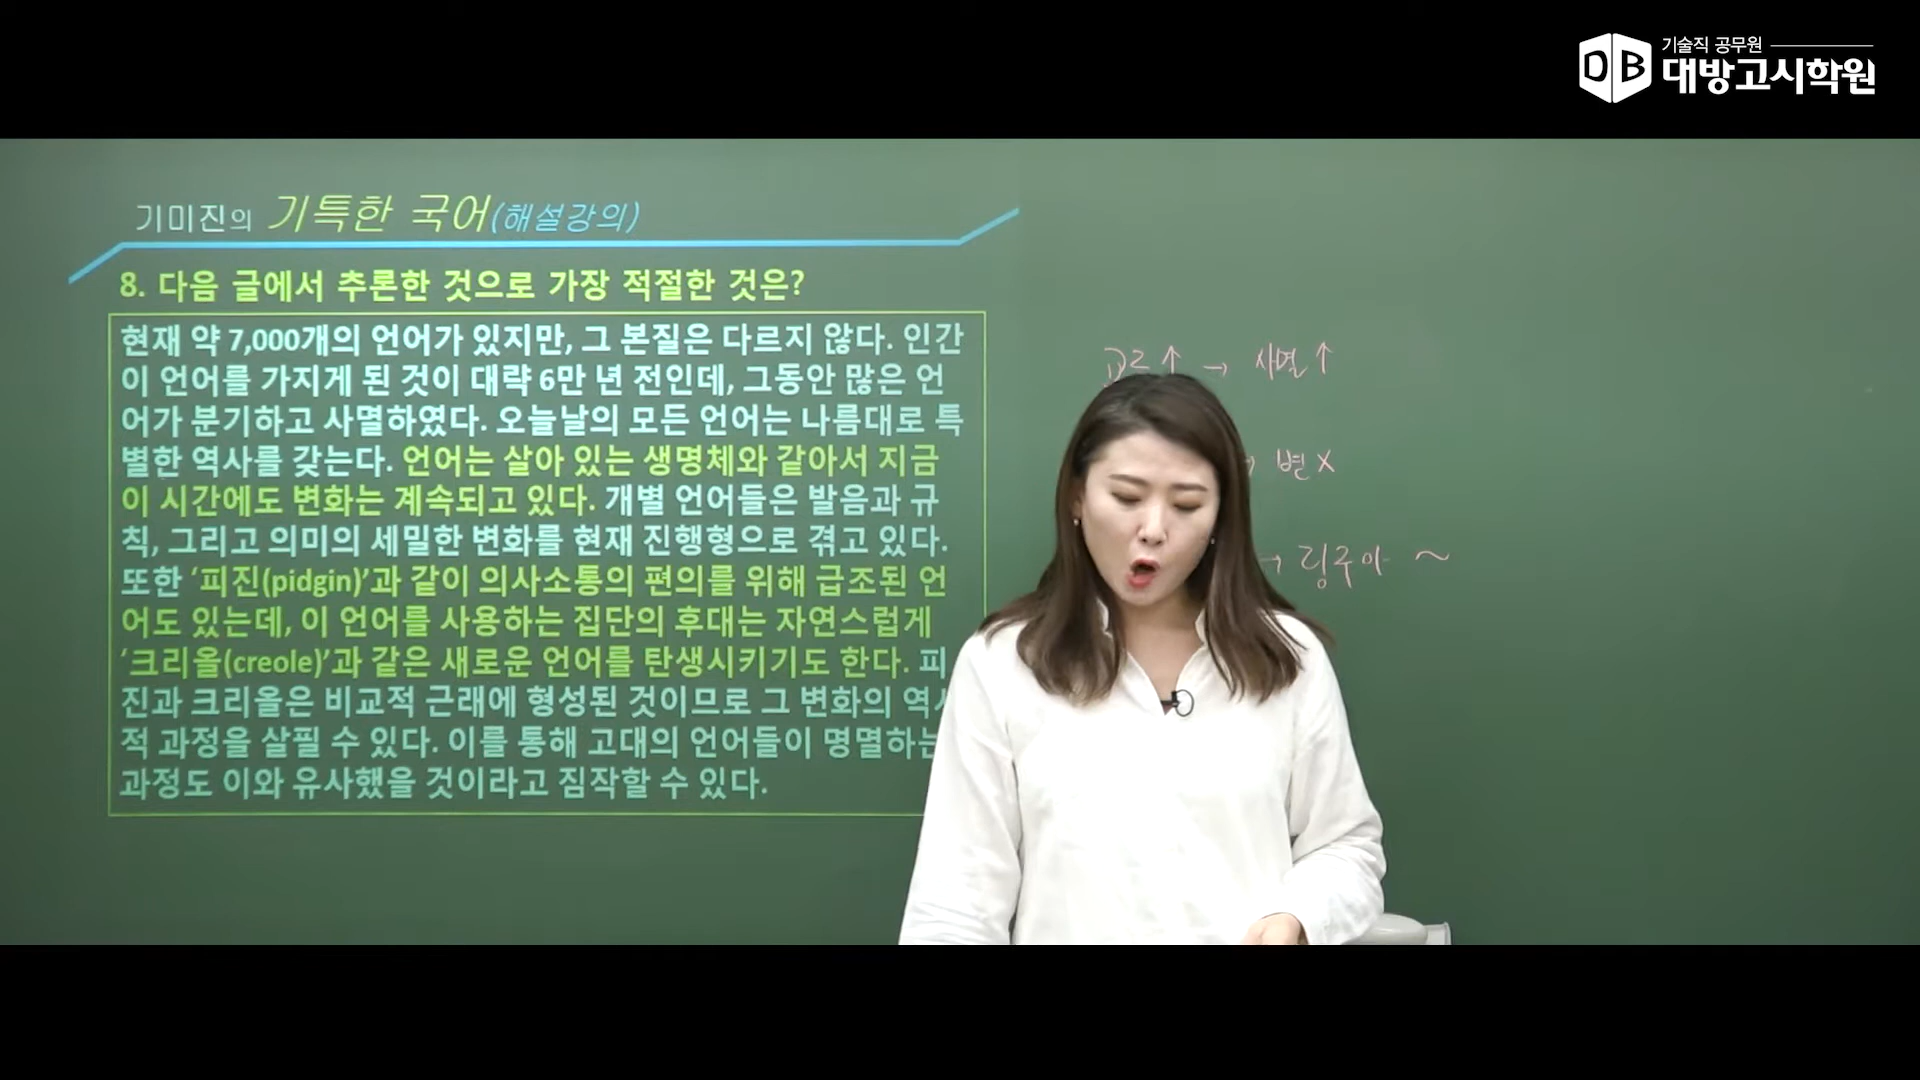 기술직 공무원
DB 대방고시학원
기미진의 기특한 국어(해설강의)
8. 다음 글에서 추론한 것으로 가장 적절한 것은?
현재 약 7,000개의 언어가 있지만, 그 본질은 다르지 않다. 인간
이 언어를 가지게 된 것이 대략 6만 년 전인데, 그동안 많은 언
어가 분기하고 사멸하였다. 오늘날의 모든 언어는 나름대로 특
별한 역사를 갖는다. 언어는 살아 있는 생명체와 같아서 지금
이 시간에도 변화는 계속되고 있다. 개별 언어들은 발음과 규
칙, 그리고 의미의 세밀한 변화를 현재 진행형으로 겪고 있다.
또한 ‘피진(pidgin)’과 같이 의사소통의 편의를 위해 급조된 언
어도 있는데, 이 언어를 사용하는 집단의 후대는 자연스럽게
‘크리올(creole)’과 같은 새로운 언어를 탄생시키기도 한다. 피
진과 크리올은 비교적 근래에 형성된 것이므로 그 변화의 역사
적 과정을 살필 수 있다. 이를 통해 고대의 언어들이 명멸하는
과정도 이와 유사했을 것이라고 짐작할 수 있다.
↑ → 사멸↑
변 X
→ 링구아 ~